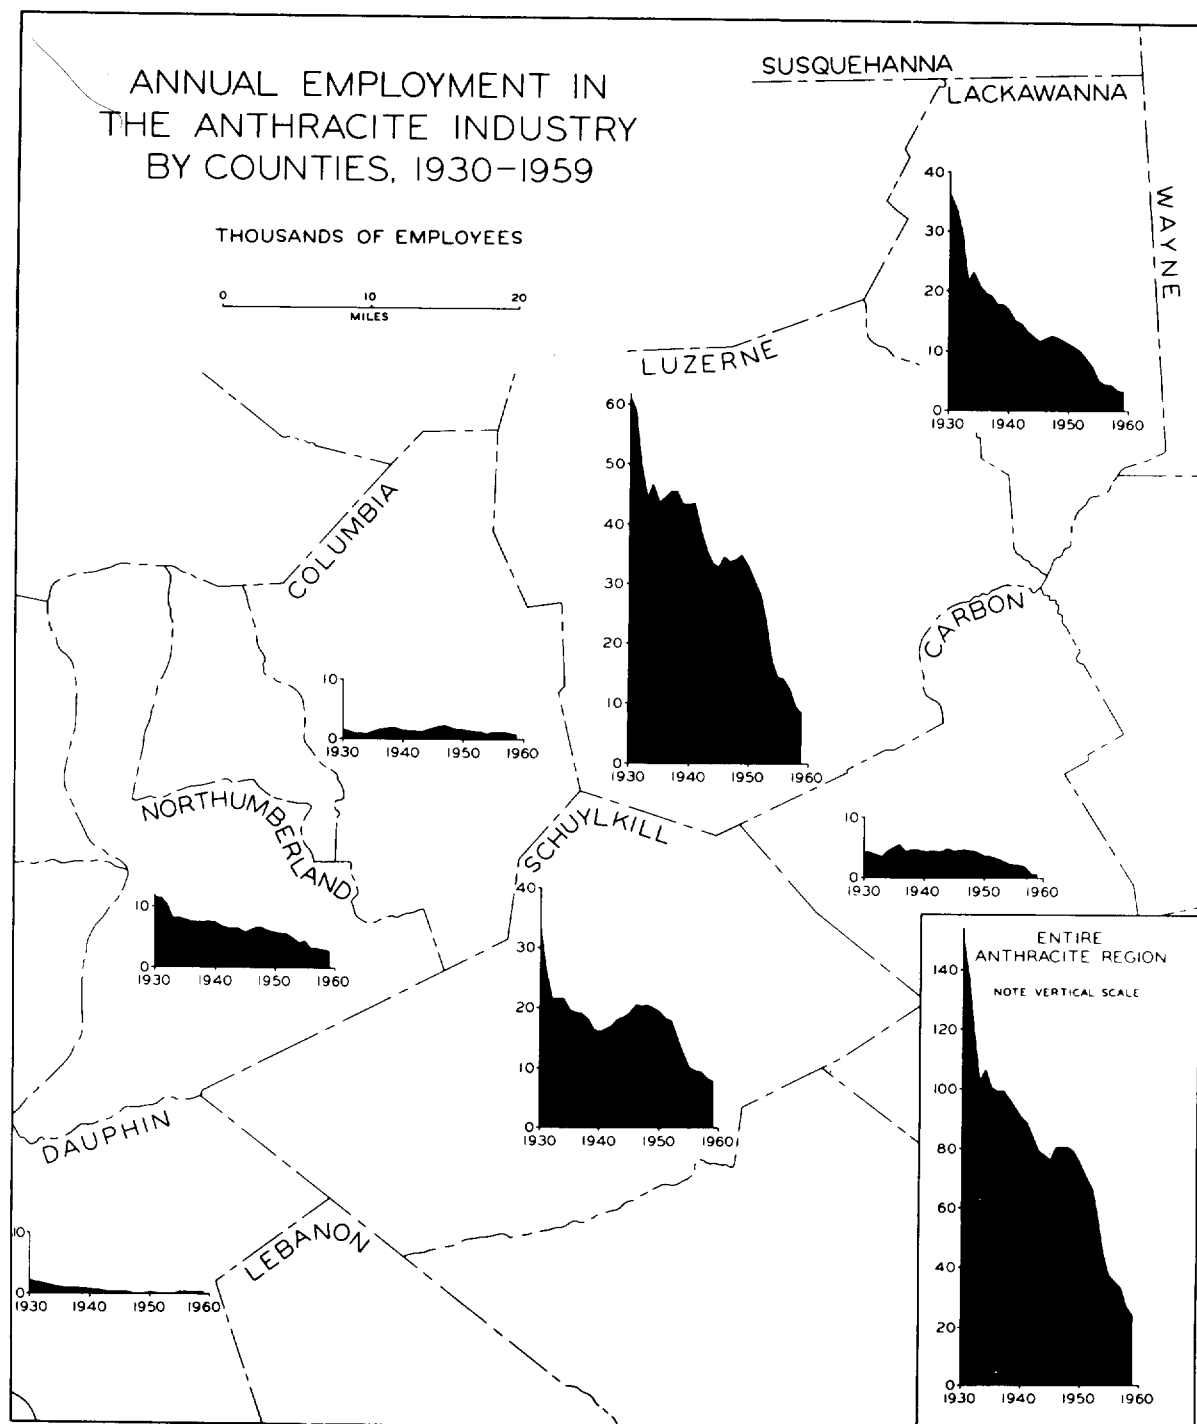 ANNUAL EMPLOYMENT IN
THE ANTHRACITE INDUSTRY
BY COUNTIES, 1930-1959
THOUSANDS OF EMPLOYEES
0 10 20
MILES
SUSQUEHANNA
LACKAWANNA
WAYNE
40
30
20
10
0
1930 1940 1950 1960
LUZERNE
60
50
40
30
20
10
0
1930 1940 1950 1960
COLUMBIA
10
0
1930 1940 1950 1960
CARBON
10
0
1930 1940 1950 1960
NORTHUMBERLAND
10
0
1930 1940 1950 1960
SCHUYLKILL
40
30
20
10
0
1930 1940 1950 1960
DAUPHIN
10
0
1930 1940 1950 1960
LEBANON
ENTIRE
ANTHRACITE REGION
NOTE VERTICAL SCALE
140
120
100
80
60
40
20
0
1930 1940 1950 1960